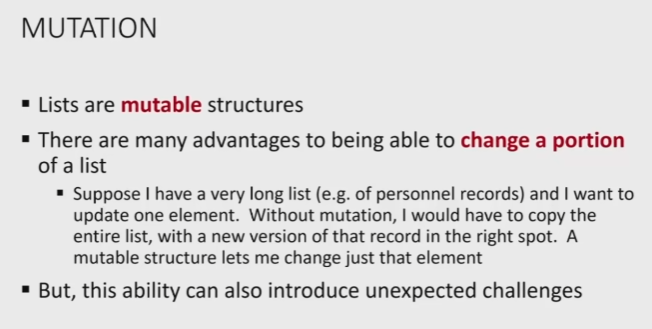 MUTATION
▪ Lists are mutable structures
▪ There are many advantages to being able to change a portion
of a list
▪ Suppose I have a very long list (e.g. of personnel records) and I want to
update one element.  Without mutation, I would have to copy the
entire list, with a new version of that record in the right spot.  A
mutable structure lets me change just that element
▪ But, this ability can also introduce unexpected challenges